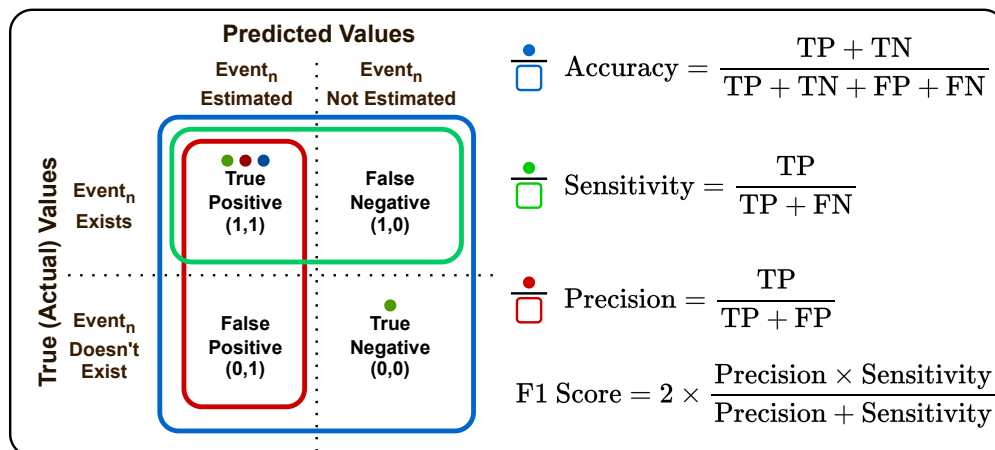 Predicted Values
Event_n Estimated
Event_n Not Estimated
True (Actual) Values
Event_n Exists
True Positive (1,1)
False Negative (1,0)
Event_n Doesn't Exist
False Positive (0,1)
True Negative (0,0)
Accuracy = (TP + TN) / (TP + TN + FP + FN)
Sensitivity = TP / (TP + FN)
Precision = TP / (TP + FP)
F1 Score = 2 × (Precision × Sensitivity) / (Precision + Sensitivity)